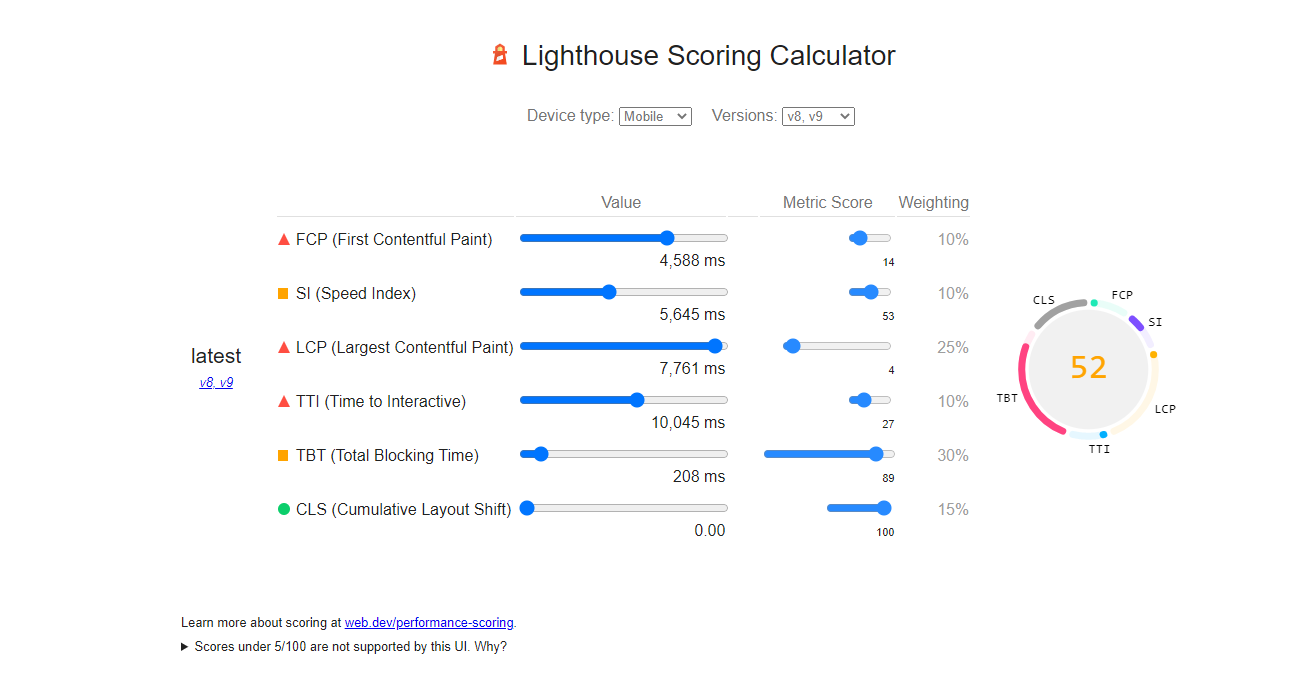 Lighthouse Scoring Calculator
Device type: Mobile Versions: v8, v9
Value Metric Score Weighting
FCP (First Contentful Paint) 10%
4,588 ms 14
SI (Speed Index) 10%
5,645 ms 53
LCP (Largest Contentful Paint) 25%
7,761 ms 4
TTI (Time to Interactive) 10%
10,045 ms 27
TBT (Total Blocking Time) 30%
208 ms 89
CLS (Cumulative Layout Shift) 15%
0.00 100
latest
v8, v9
CLS FCP
SI
52
TBT
LCP
TTI
Learn more about scoring at web.dev/performance-scoring.
Scores under 5/100 are not supported by this UI. Why?